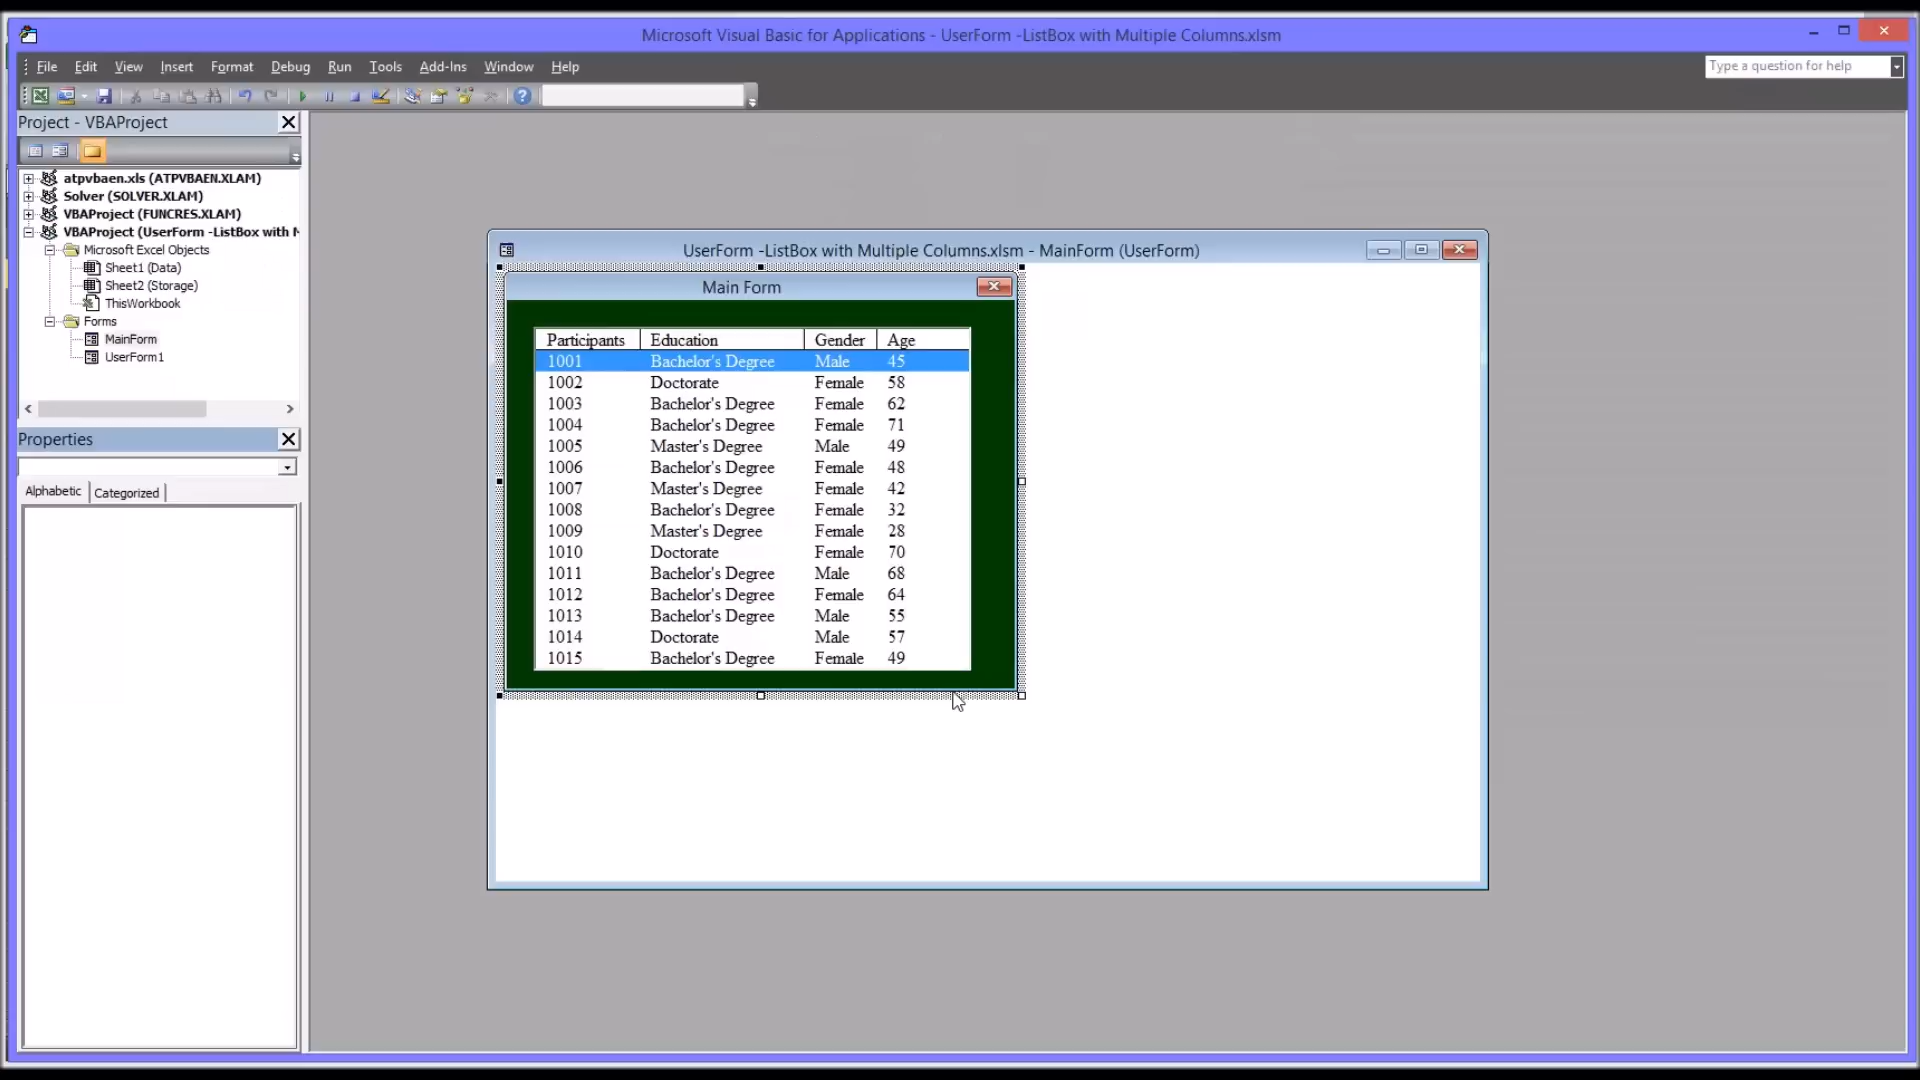 Microsoft Visual Basic for Applications - UserForm -ListBox with Multiple Columns.xlsm
File Edit View Insert Format Debug Run Tools Add-Ins Window Help
Type a question for help
Project - VBAProject
atpvbaen.xls (ATPVBAEN.XLAM)
Solver (SOLVER.XLAM)
VBAProject (FUNCRES.XLAM)
VBAProject (UserForm -ListBox with M
Microsoft Excel Objects
Sheet1 (Data)
Sheet2 (Storage)
ThisWorkbook
Forms
MainForm
UserForm1
Properties
Alphabetic Categorized
UserForm -ListBox with Multiple Columns.xlsm - MainForm (UserForm)
Main Form
Participants Education Gender Age
1001 Bachelor's Degree Male 45
1002 Doctorate Female 58
1003 Bachelor's Degree Female 62
1004 Bachelor's Degree Female 71
1005 Master's Degree Male 49
1006 Bachelor's Degree Female 48
1007 Master's Degree Female 42
1008 Bachelor's Degree Female 32
1009 Master's Degree Female 28
1010 Doctorate Female 70
1011 Bachelor's Degree Male 68
1012 Bachelor's Degree Female 64
1013 Bachelor's Degree Male 55
1014 Doctorate Male 57
1015 Bachelor's Degree Female 49